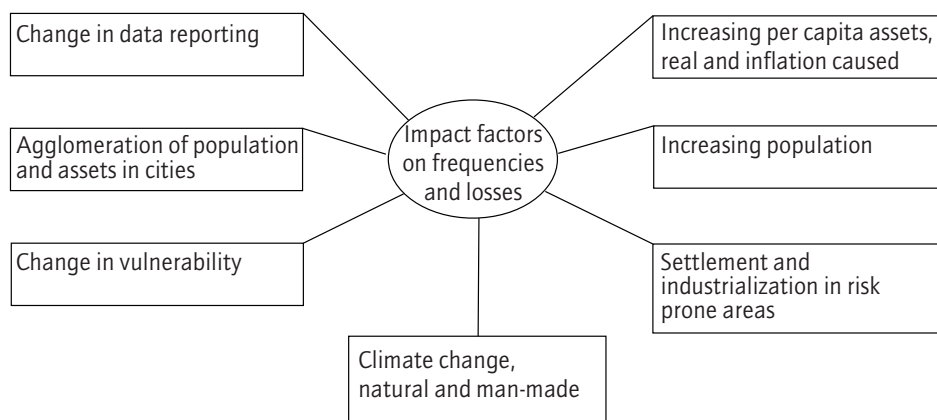 Change in data reporting
Increasing per capita assets,
real and inflation caused
Impact factors
on frequencies
and losses
Agglomeration of population
and assets in cities
Increasing population
Change in vulnerability
Settlement and
industrialization in risk
prone areas
Climate change,
natural and man-made